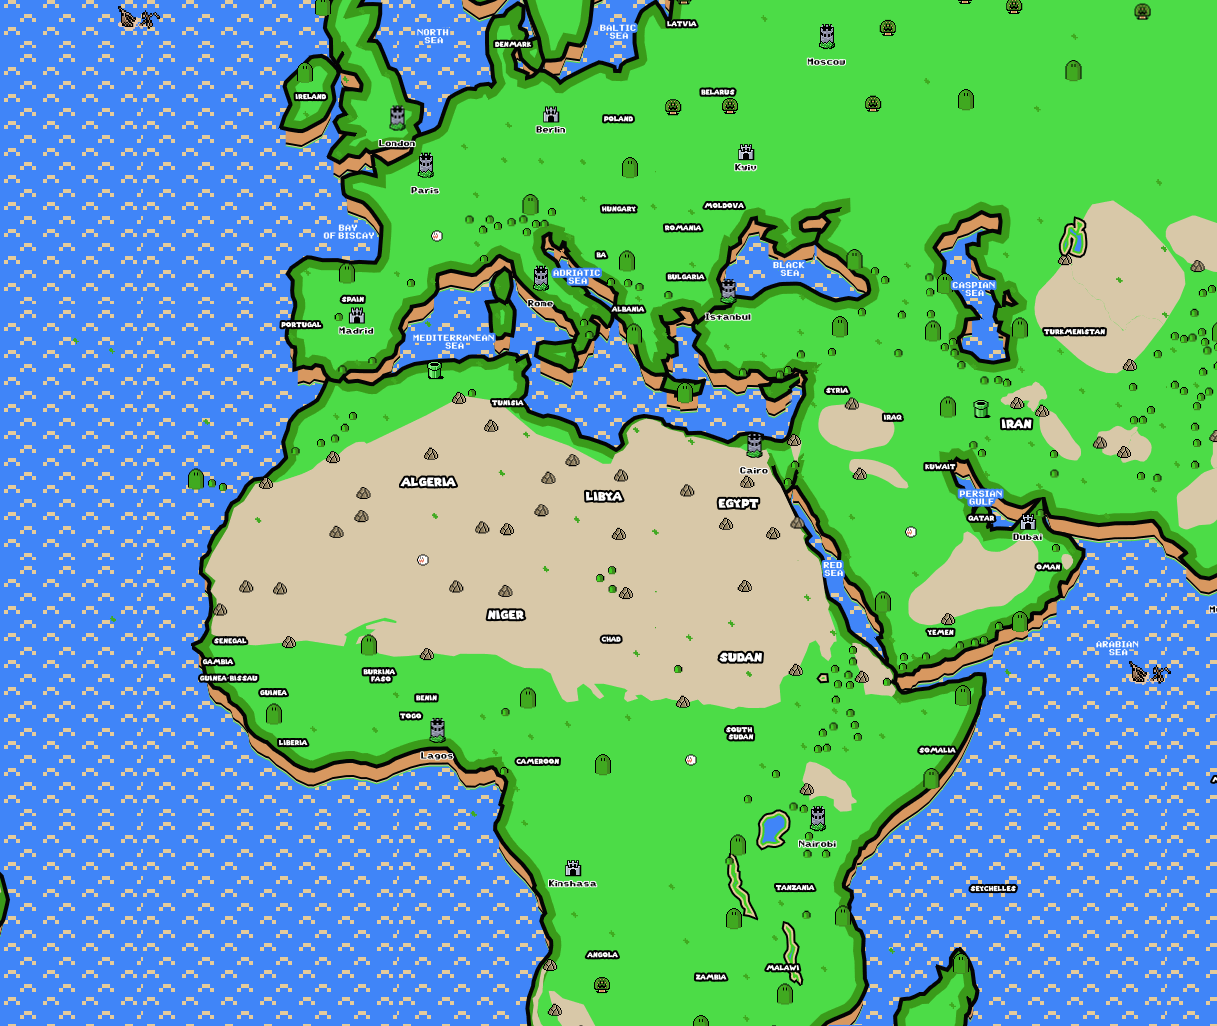 NORTH
SEA
DENMARK
BALTIC
SEA
LATVIA
Moscow
IRELAND
BELARUS
London
Berlin
POLAND
Kyiv
Paris
HUNGARY
MOLDOVA
ROMANIA
BAY
OF BISCAY
BA
BLACK
SEA
ADRIATIC
SEA
BULGARIA
CASPIAN
SEA
SPAIN
Rome
ALBANIA
Istanbul
PORTUGAL
Madrid
MEDITERRANEAN
SEA
TURKMENISTAN
TUNISIA
SYRIA
IRAQ
IRAN
Cairo
KUWAIT
ALGERIA
LIBYA
EGYPT
PERSIAN
GULF
QATAR
Dubai
RED
SEA
OMAN
NIGER
CHAD
SUDAN
YEMEN
SENEGAL
GAMBIA
GUINEA-BISSAU
GUINEA
BURKINA
FASO
BENIN
TOGO
ARABIAN
SEA
LIBERIA
Lagos
CAMEROON
SOUTH
SUDAN
SOMALIA
Nairobi
Kinshasa
TANZANIA
SEYCHELLES
ANGOLA
ZAMBIA
MALAWI